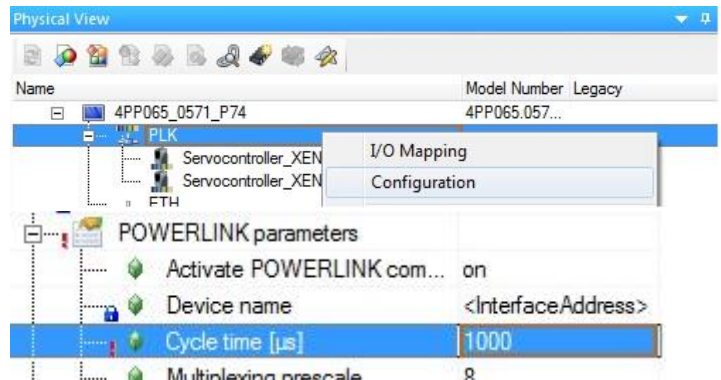 Physical View
Name Model Number Legacy
4PP065_0571_P74 4PP065.057...
PLK
Servocontroller_XEN
Servocontroller_XEN
ETH
I/O Mapping
Configuration
POWERLINK parameters
Activate POWERLINK com... on
Device name <InterfaceAddress>
Cycle time [µs] 1000
Multiplexing prescale 8